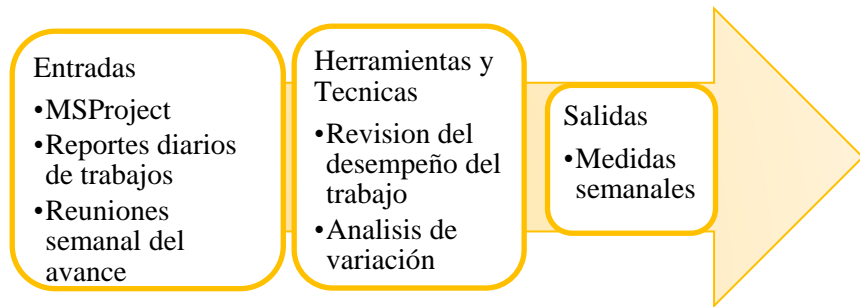 Entradas
•MSProject
•Reportes diarios
de trabajos
•Reuniones
semanal del
avance
Herramientas y
Tecnicas
•Revision del
desempeño del
trabajo
•Analisis de
variación
Salidas
•Medidas
semanales